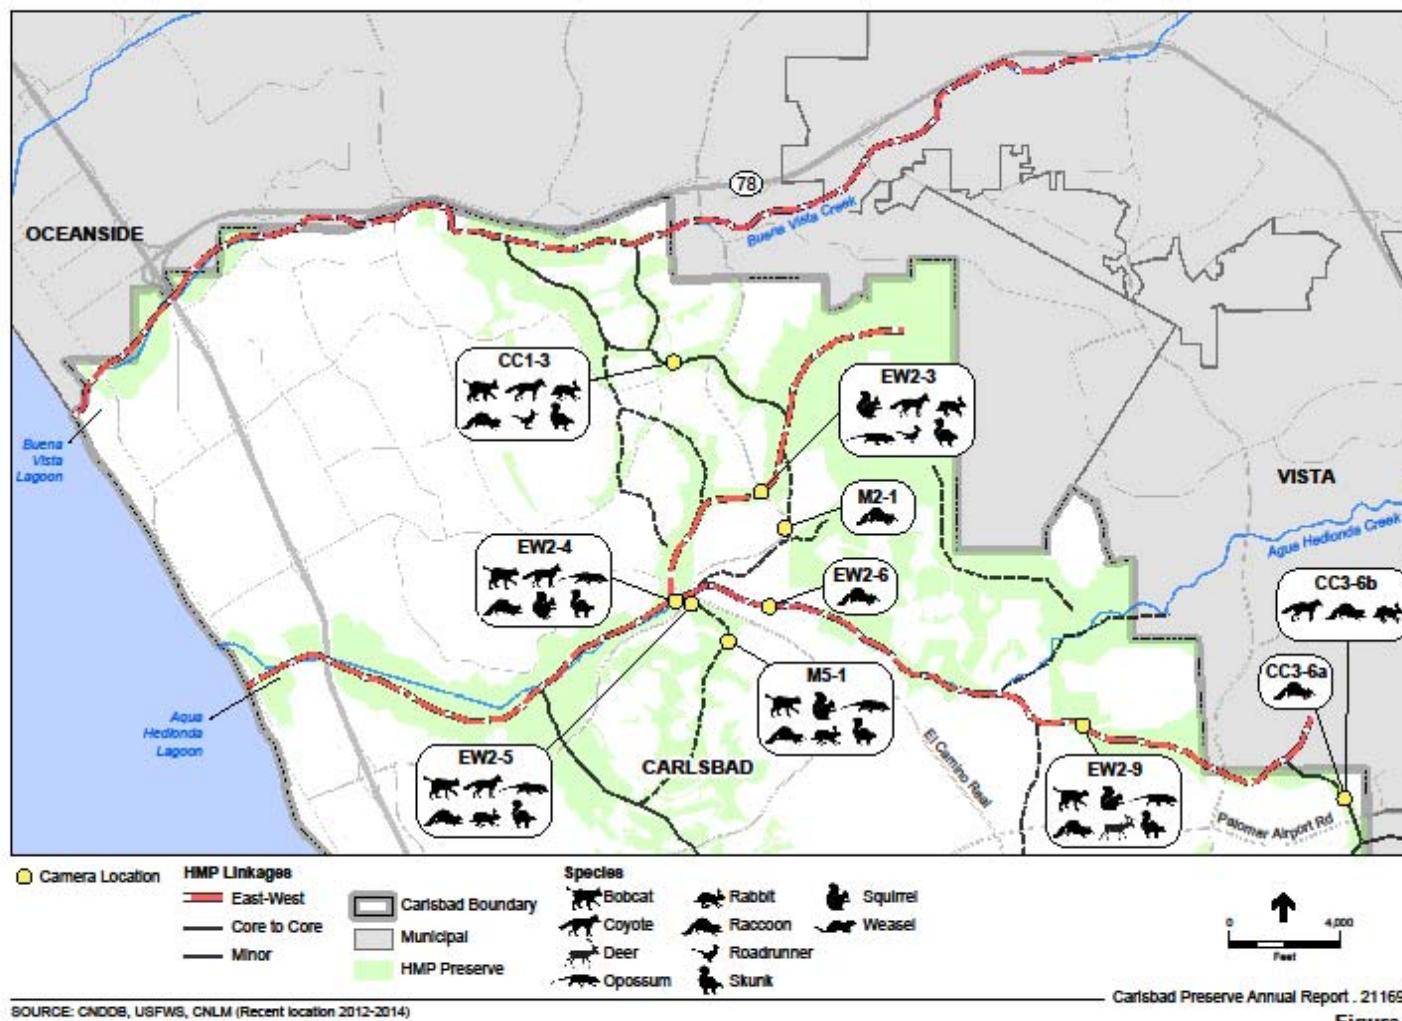 78
OCEANSIDE
Buena Vista Creek
CC1-3
EW2-3
Buena
Vista
Lagoon
VISTA
M2-1
Agua Hedionda Creek
EW2-4
EW2-6
CC3-6b
M5-1
CC3-6a
Aqua
Hedionda
Lagoon
EW2-5
CARLSBAD
El Camino Real
EW2-9
Palomar Airport Rd
Camera Location
HMP Linkages
East-West
Core to Core
Minor
Carlsbad Boundary
Municipal
HMP Preserve
Species
Bobcat
Coyote
Deer
Opossum
Rabbit
Raccoon
Roadrunner
Skunk
Squirrel
Weasel
0 4,000
Feet
Carlsbad Preserve Annual Report . 21169
SOURCE: CNDDB, USFWS, CNLM (Recent location 2012-2014)
Figure